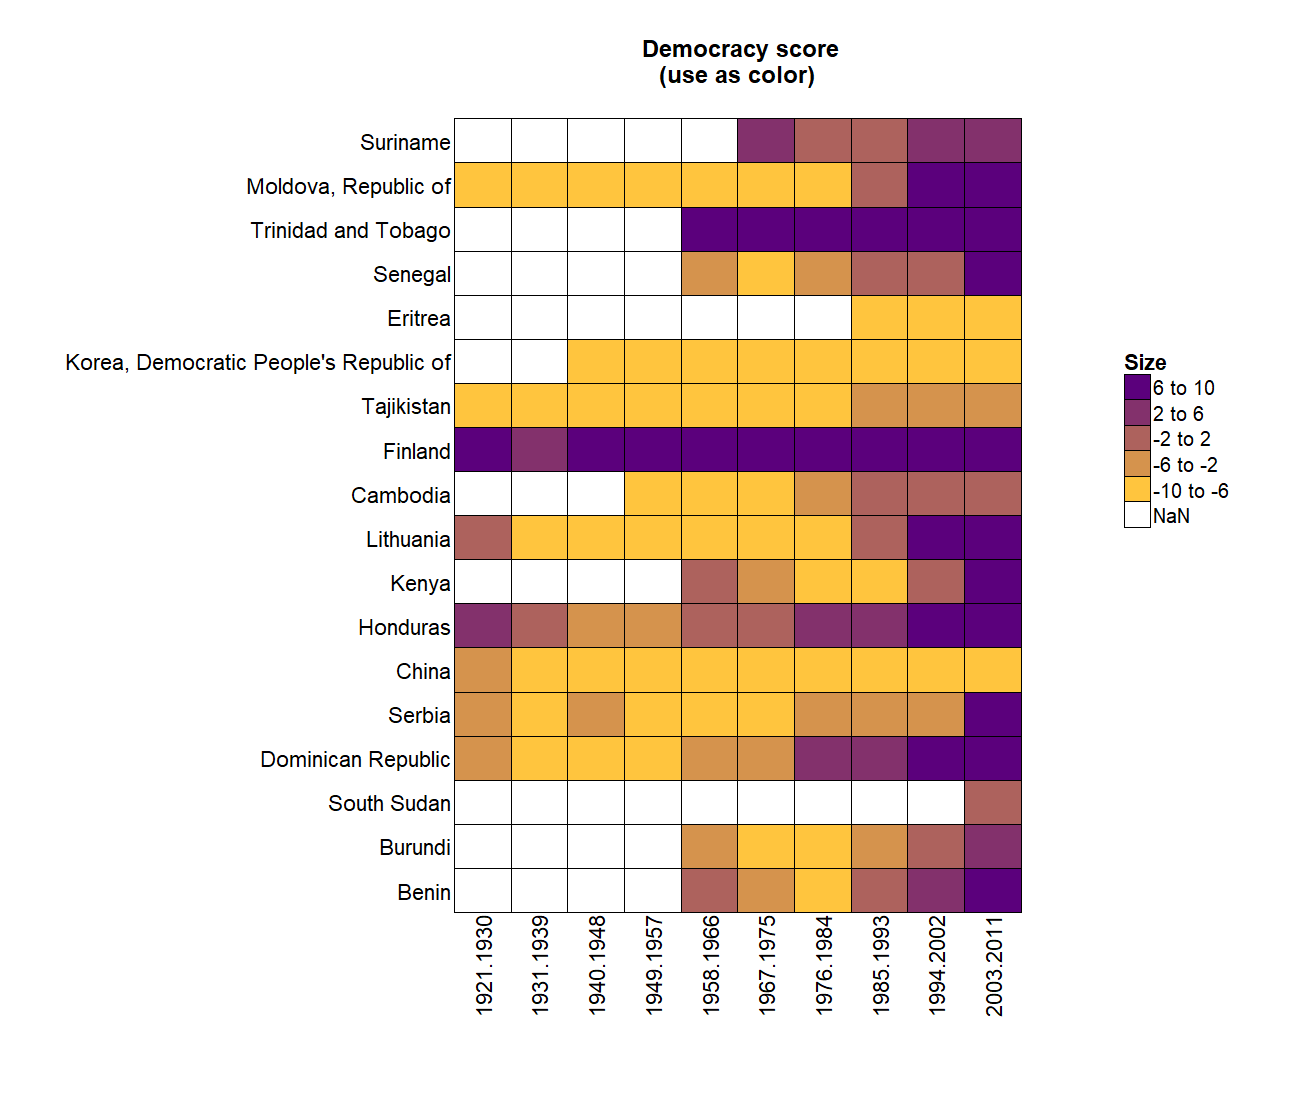 Democracy score
(use as color)
Suriname
Moldova, Republic of
Trinidad and Tobago
Senegal
Eritrea
Korea, Democratic People's Republic of
Tajikistan
Finland
Cambodia
Lithuania
Kenya
Honduras
China
Serbia
Dominican Republic
South Sudan
Burundi
Benin
1921.1930
1931.1939
1940.1948
1949.1957
1958.1966
1967.1975
1976.1984
1985.1993
1994.2002
2003.2011
Size
6 to 10
2 to 6
-2 to 2
-6 to -2
-10 to -6
NaN